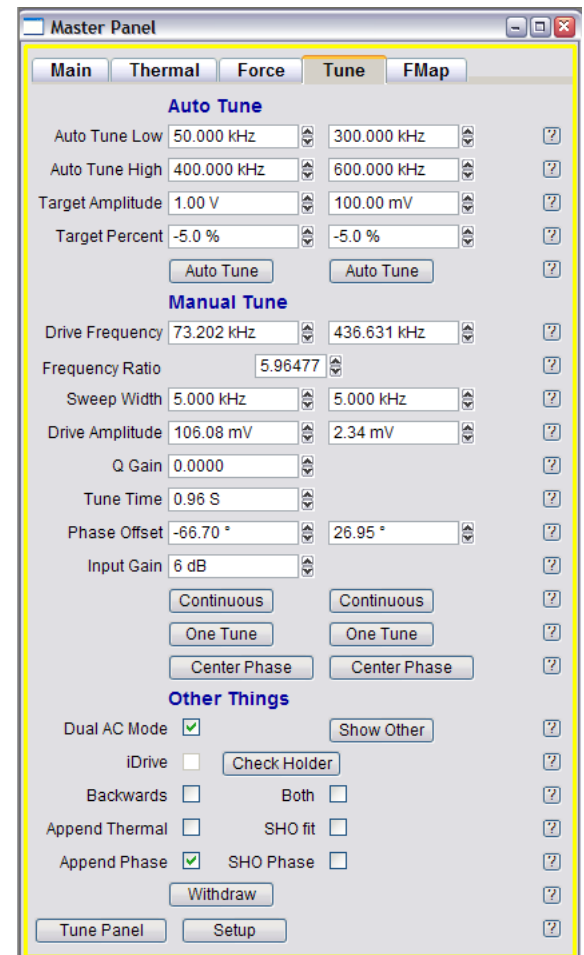 Master Panel
Main Thermal Force Tune FMap
Auto Tune
Auto Tune Low 50.000 kHz 300.000 kHz ?
Auto Tune High 400.000 kHz 600.000 kHz ?
Target Amplitude 1.00 V 100.00 mV ?
Target Percent -5.0 % -5.0 % ?
Auto Tune Auto Tune ?
Manual Tune
Drive Frequency 73.202 kHz 436.631 kHz ?
Frequency Ratio 5.96477 ?
Sweep Width 5.000 kHz 5.000 kHz ?
Drive Amplitude 106.08 mV 2.34 mV ?
Q Gain 0.0000 ?
Tune Time 0.96 S ?
Phase Offset -66.70 ° 26.95 ° ?
Input Gain 6 dB ?
Continuous Continuous ?
One Tune One Tune ?
Center Phase Center Phase ?
Other Things
Dual AC Mode Show Other ?
iDrive Check Holder ?
Backwards Both ?
Append Thermal SHO fit ?
Append Phase SHO Phase ?
Withdraw ?
Tune Panel Setup ?